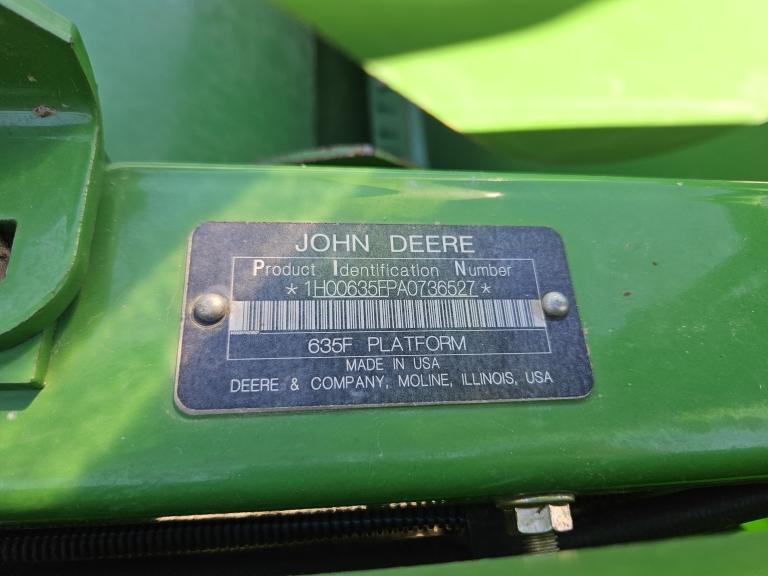 JOHN DEERE
Product Identification Number
*1H00635FPA0736527*
635F PLATFORM
MADE IN USA
DEERE & COMPANY, MOLINE, ILLINOIS, USA